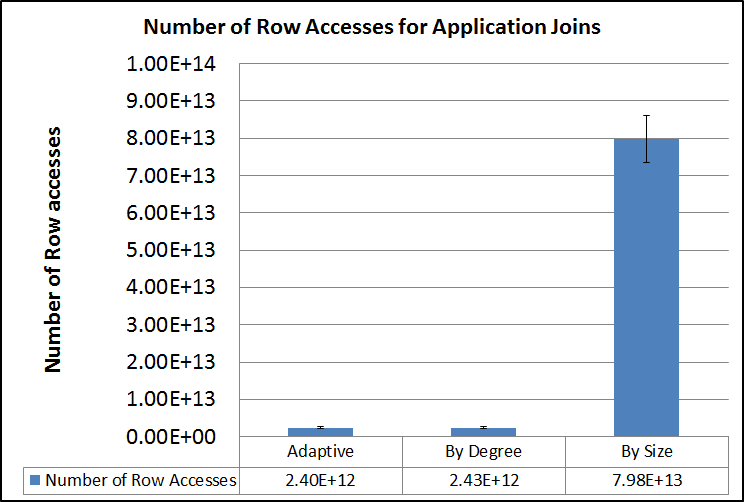 Number of Row Accesses for Application Joins
Number of Row accesses
1.00E+14
9.00E+13
8.00E+13
7.00E+13
6.00E+13
5.00E+13
4.00E+13
3.00E+13
2.00E+13
1.00E+13
0.00E+00
Adaptive By Degree By Size
Number of Row Accesses 2.40E+12 2.43E+12 7.98E+13